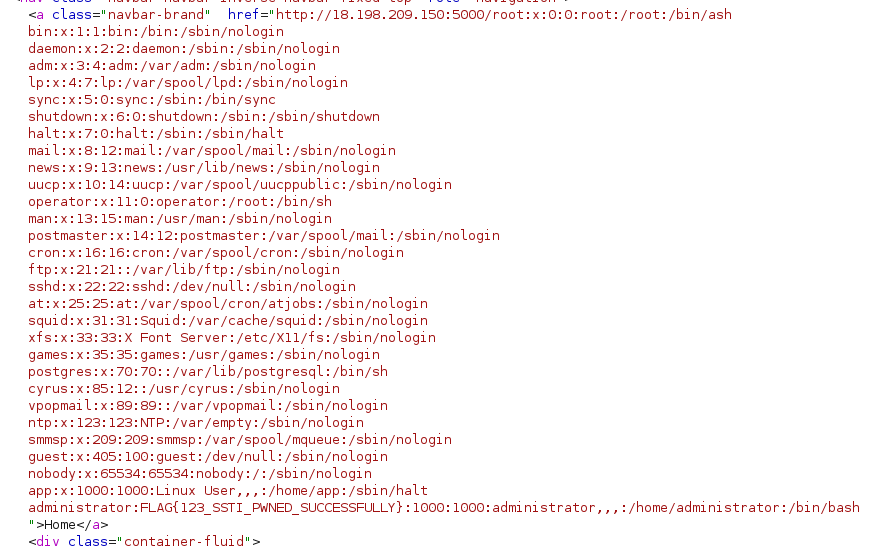 <a class="navbar-brand"  href="http://18.198.209.150:5000/root:x:0:0:root:/root:/bin/ash
bin:x:1:1:bin:/bin:/sbin/nologin
daemon:x:2:2:daemon:/sbin:/sbin/nologin
adm:x:3:4:adm:/var/adm:/sbin/nologin
lp:x:4:7:lp:/var/spool/lpd:/sbin/nologin
sync:x:5:0:sync:/sbin:/bin/sync
shutdown:x:6:0:shutdown:/sbin:/sbin/shutdown
halt:x:7:0:halt:/sbin:/sbin/halt
mail:x:8:12:mail:/var/spool/mail:/sbin/nologin
news:x:9:13:news:/usr/lib/news:/sbin/nologin
uucp:x:10:14:uucp:/var/spool/uucppublic:/sbin/nologin
operator:x:11:0:operator:/root:/bin/sh
man:x:13:15:man:/usr/man:/sbin/nologin
postmaster:x:14:12:postmaster:/var/spool/mail:/sbin/nologin
cron:x:16:16:cron:/var/spool/cron:/sbin/nologin
ftp:x:21:21::/var/lib/ftp:/sbin/nologin
sshd:x:22:22:sshd:/dev/null:/sbin/nologin
at:x:25:25:at:/var/spool/cron/atjobs:/sbin/nologin
squid:x:31:31:Squid:/var/cache/squid:/sbin/nologin
xfs:x:33:33:X Font Server:/etc/X11/fs:/sbin/nologin
games:x:35:35:games:/usr/games:/sbin/nologin
postgres:x:70:70::/var/lib/postgresql:/bin/sh
cyrus:x:85:12::/usr/cyrus:/sbin/nologin
vpopmail:x:89:89::/var/vpopmail:/sbin/nologin
ntp:x:123:123:NTP:/var/empty:/sbin/nologin
smmsp:x:209:209:smmsp:/var/spool/mqueue:/sbin/nologin
guest:x:405:100:guest:/dev/null:/sbin/nologin
nobody:x:65534:65534:nobody:/:/sbin/nologin
app:x:1000:1000:Linux User,,,:/home/app:/sbin/halt
administrator:FLAG{123_SSTI_PWNED_SUCCESSFULLY}:1000:1000:administrator,,,:/home/administrator:/bin/bash
">Home</a>
<div class="container-fluid">